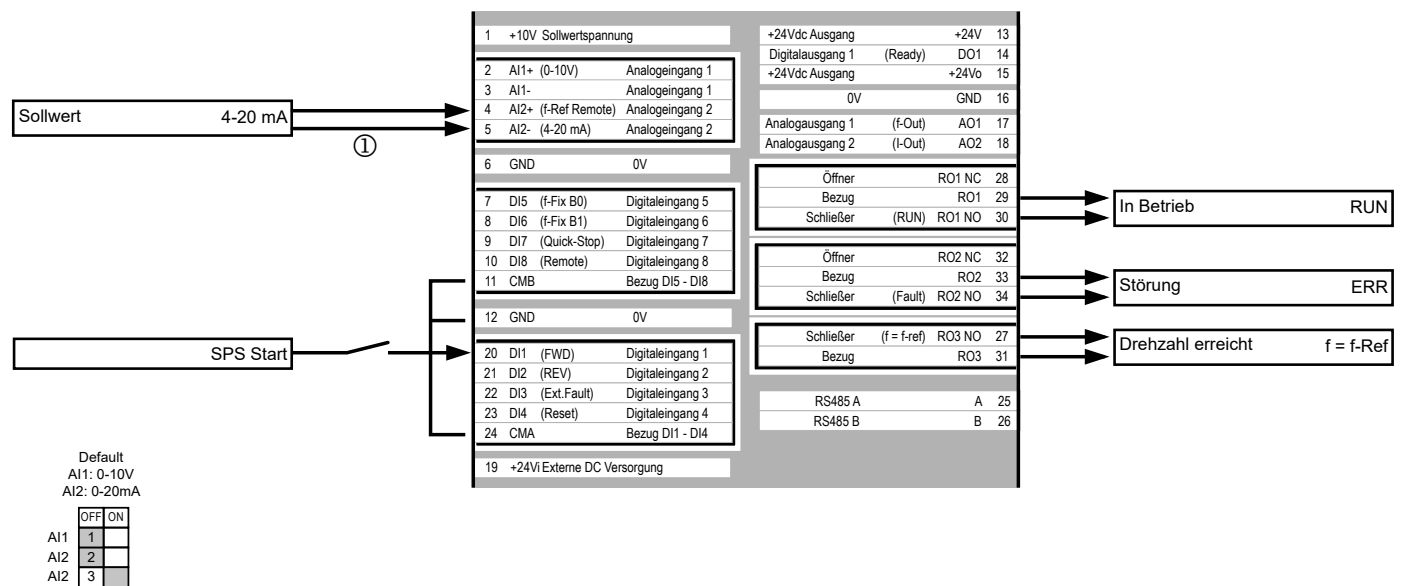 Sollwert 4-20 mA
①
SPS Start
1 +10V Sollwertspannung
2 AI1+ (0-10V) Analogeingang 1
3 AI1- Analogeingang 1
4 AI2+ (f-Ref Remote) Analogeingang 2
5 AI2- (4-20 mA) Analogeingang 2
6 GND 0V
7 DI5 (f-Fix B0) Digitaleingang 5
8 DI6 (f-Fix B1) Digitaleingang 6
9 DI7 (Quick-Stop) Digitaleingang 7
10 DI8 (Remote) Digitaleingang 8
11 CMB Bezug DI5 - DI8
12 GND 0V
20 DI1 (FWD) Digitaleingang 1
21 DI2 (REV) Digitaleingang 2
22 DI3 (Ext.Fault) Digitaleingang 3
23 DI4 (Reset) Digitaleingang 4
24 CMA Bezug DI1 - DI4
19 +24Vi Externe DC Versorgung
+24Vdc Ausgang +24V 13
Digitalausgang 1 (Ready) DO1 14
+24Vdc Ausgang +24Vo 15
0V GND 16
Analogausgang 1 (f-Out) AO1 17
Analogausgang 2 (I-Out) AO2 18
Öffner RO1 NC 28
Bezug RO1 29
Schließer (RUN) RO1 NO 30
Öffner RO2 NC 32
Bezug RO2 33
Schließer (Fault) RO2 NO 34
Schließer (f = f-ref) RO3 NO 27
Bezug RO3 31
RS485 A A 25
RS485 B B 26
In Betrieb RUN
Störung ERR
Drehzahl erreicht f = f-Ref
Default
AI1: 0-10V
AI2: 0-20mA
OFF ON
AI1 1
AI2 2
AI2 3